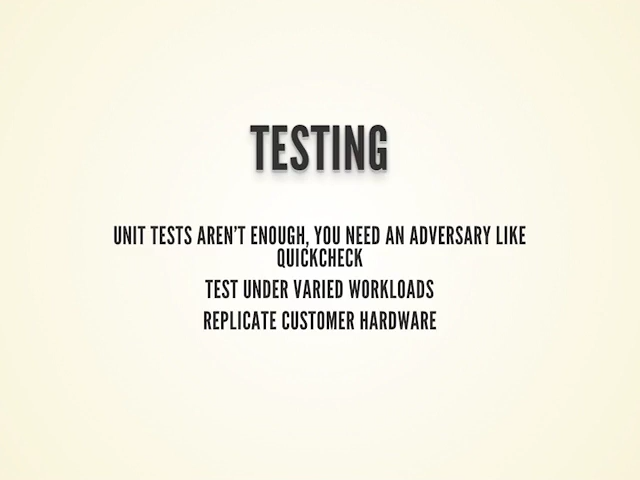 TESTING
UNIT TESTS AREN'T ENOUGH, YOU NEED AN ADVERSARY LIKE
QUICKCHECK
TEST UNDER VARIED WORKLOADS
REPLICATE CUSTOMER HARDWARE